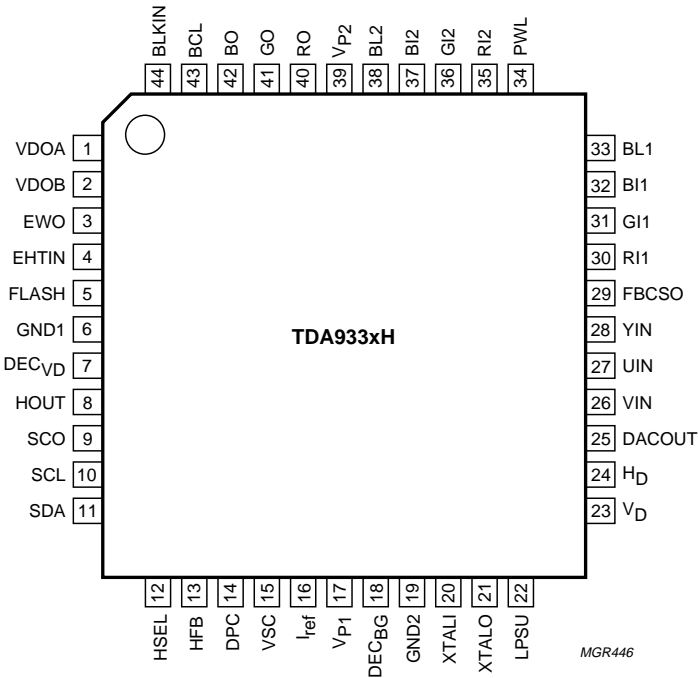 44 BLKIN
43 BCL
42 BO
41 GO
40 RO
39 VP2
38 BL2
37 BI2
36 GI2
35 RI2
34 PWL
VDOA 1
VDOB 2
EWO 3
EHTIN 4
FLASH 5
GND1 6
DECVD 7
HOUT 8
SCO 9
SCL 10
SDA 11
TDA933xH
33 BL1
32 BI1
31 GI1
30 RI1
29 FBCSO
28 YIN
27 UIN
26 VIN
25 DACOUT
24 HD
23 VD
HSEL 12
HFB 13
DPC 14
VSC 15
Iref 16
VP1 17
DECBG 18
GND2 19
XTALI 20
XTALO 21
LPSU 22
MGR446